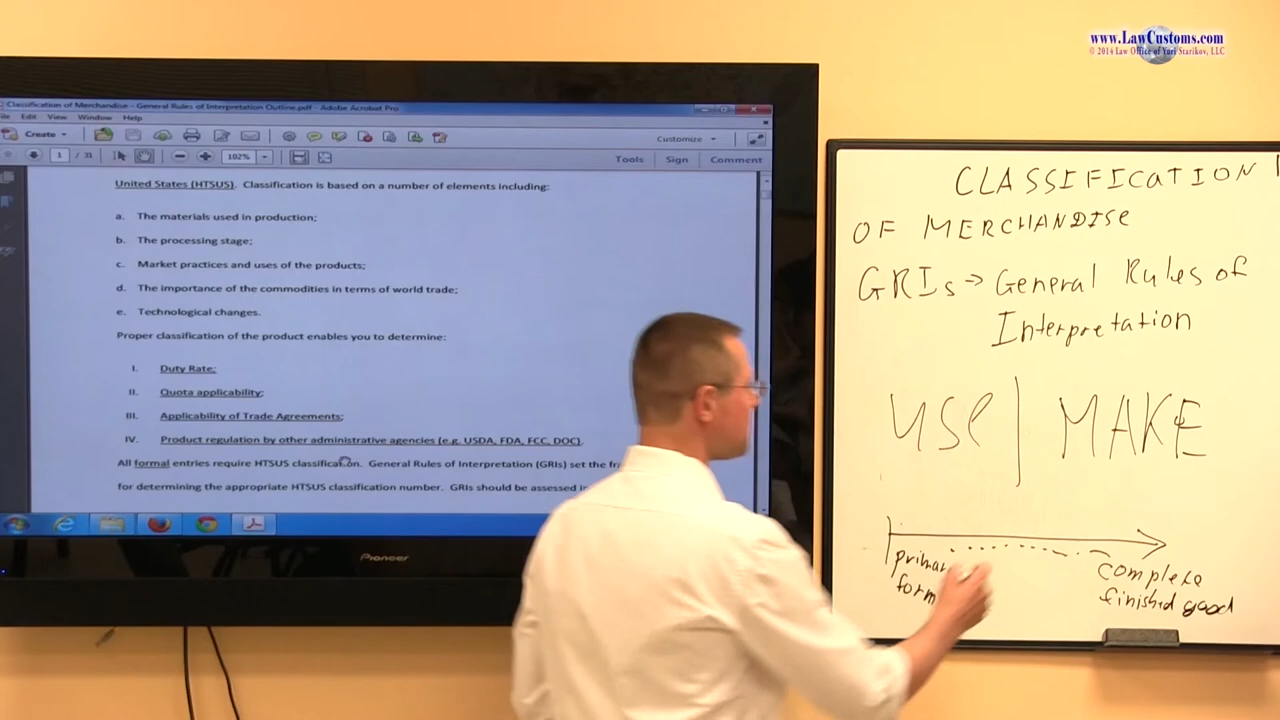 www.LawCustoms.com
© 2014 Law Office of Yuri Starikov, LLC
Classification of Merchandise - General Rules of Interpretation Outline.pdf - Adobe Acrobat Pro
Edit View Window Help
Create
Customize
1 / 31
102%
Tools Sign Comment
United States (HTSUS). Classification is based on a number of elements including:
a. The materials used in production;
b. The processing stage;
c. Market practices and uses of the products;
d. The importance of the commodities in terms of world trade;
e. Technological changes.
Proper classification of the product enables you to determine:
I. Duty Rate;
II. Quota applicability;
III. Applicability of Trade Agreements;
IV. Product regulation by other administrative agencies (e.g. USDA, FDA, FCC, DOC).
All formal entries require HTSUS classification. General Rules of Interpretation (GRIs) set the
for determining the appropriate HTSUS classification number. GRIs should be assessed
Pioneer
CLASSIFICATION
OF MERCHANDISE
GRIs → General Rules of
Interpretation
USE | MAKE
complete
form finished good